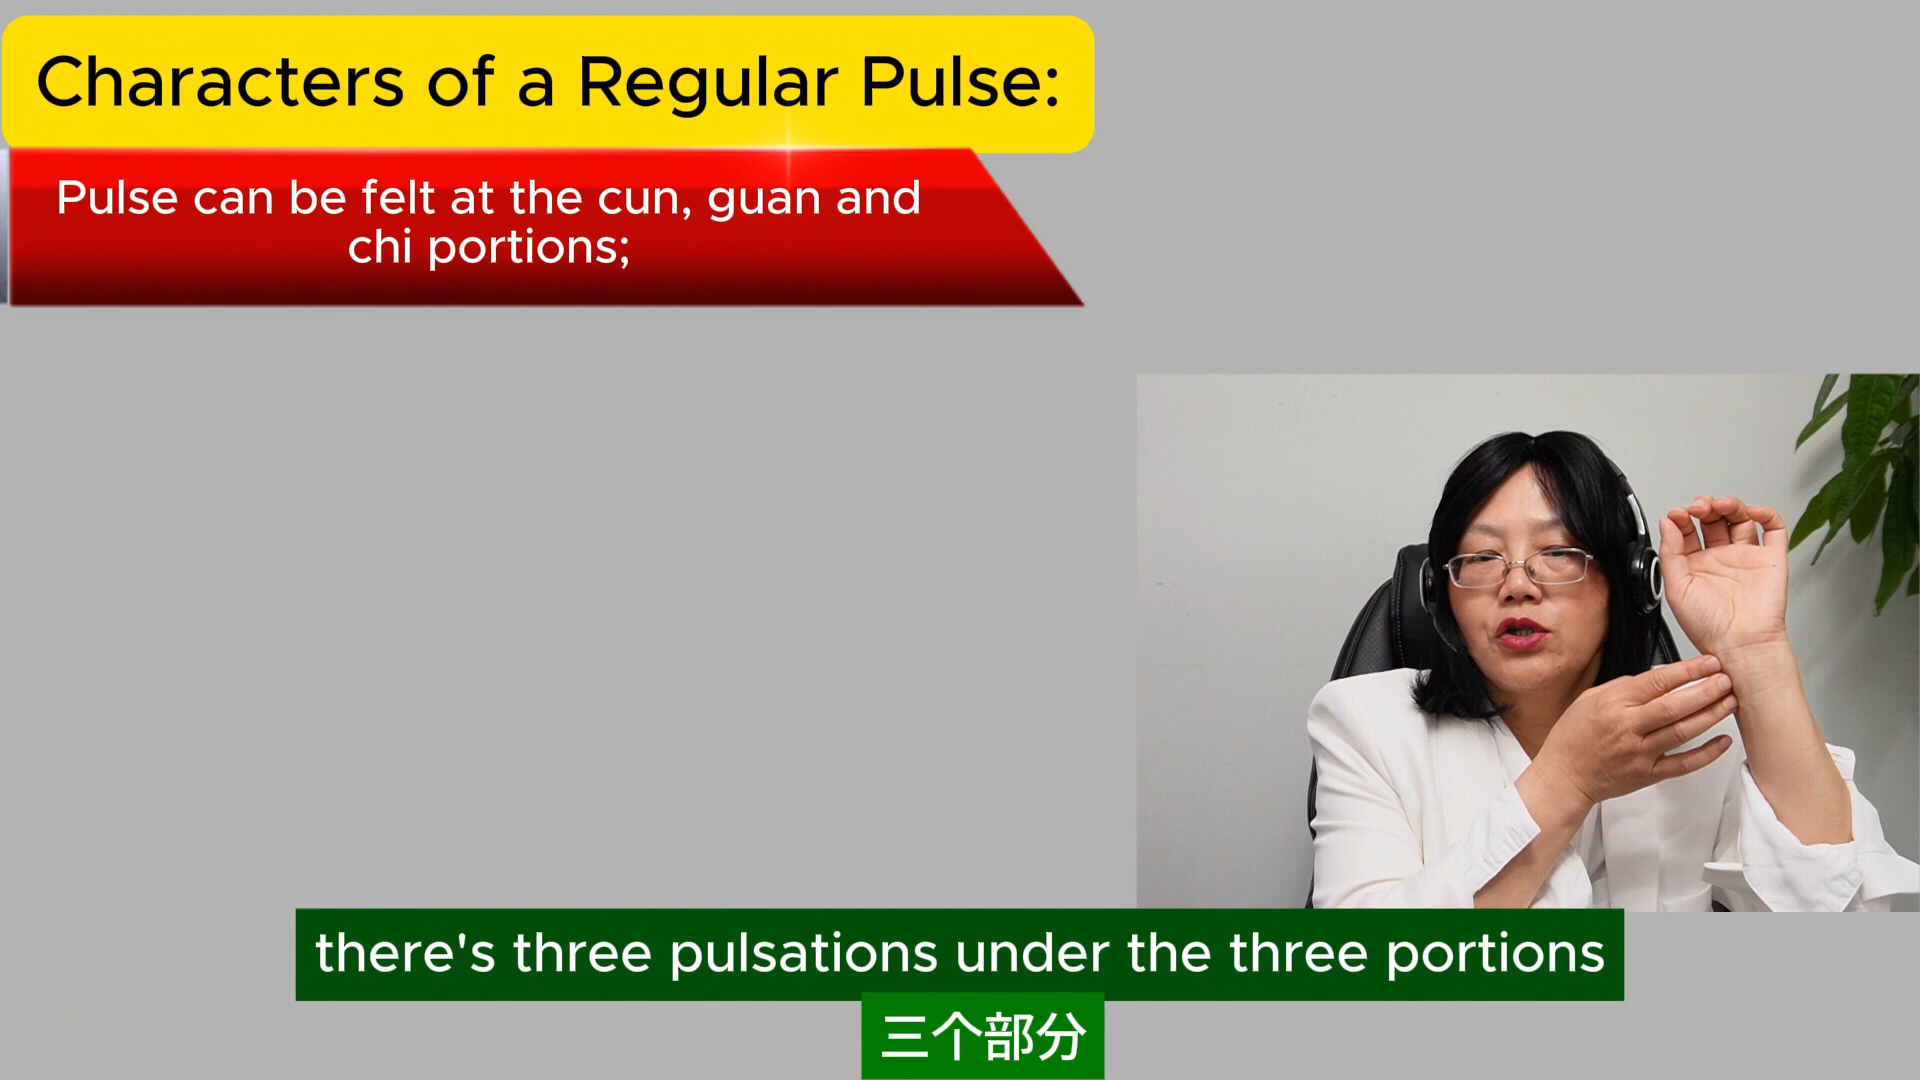 Characters of a Regular Pulse:
Pulse can be felt at the cun, guan and
chi portions;
there's three pulsations under the three portions
三个部分